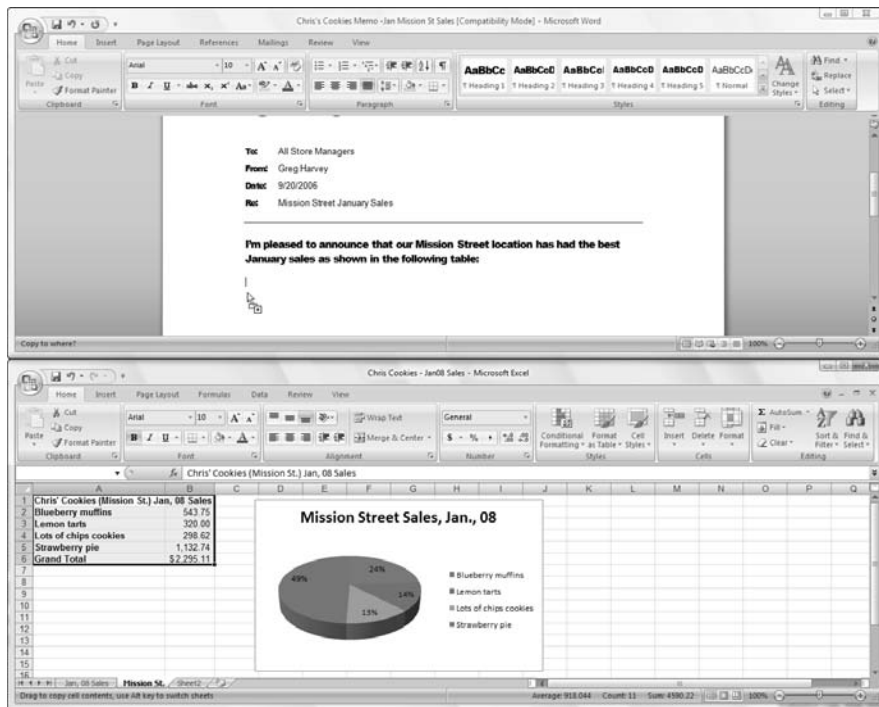 Chris's Cookies Memo -Jan Mission St Sales [Compatibility Mode] - Microsoft Word
Home Insert Page Layout References Mailings Review View
Cut
Copy
Format Painter
Paste
Clipboard
Arial 10
Font
Paragraph
AaBbCc AaBbCcD AaBbCcI AaBbCcD AaBbCcD AaBbCcDc
¶ Heading 1 ¶ Heading 2 ¶ Heading 3 ¶ Heading 4 ¶ Heading 5 ¶ Normal
Change Styles
Styles
Find
Replace
Select
Editing
To: All Store Managers
From: Greg Harvey
Date: 9/20/2006
Re: Mission Street January Sales
I'm pleased to announce that our Mission Street location has had the best
January sales as shown in the following table:
Copy to where? 100%
Chris Cookies - Jan08 Sales - Microsoft Excel
Home Insert Page Layout Formulas Data Review View
Cut
Copy
Format Painter
Paste
Clipboard
Arial 10
Font
Wrap Text
Merge & Center
Alignment
General
$ % ,
Number
Conditional Formatting Format as Table Cell Styles
Styles
Insert Delete Format
Cells
Σ AutoSum
Fill
Clear
Sort & Filter Find & Select
Editing
fx Chris' Cookies (Mission St.) Jan, 08 Sales
A B C D E F G H I J K L M N O P Q
1 Chris' Cookies (Mission St.) Jan, 08 Sales
2 Blueberry muffins 543.75
3 Lemon tarts 320.00
4 Lots of chips cookies 298.62
5 Strawberry pie 1,132.74
6 Grand Total $2,295.11
7
8
9
10
11
12
13
14
15
16
Mission Street Sales, Jan., 08
24%
49%
14%
13%
Blueberry muffins
Lemon tarts
Lots of chips cookies
Strawberry pie
Jan, 08 Sales Mission St. Sheet2
Drag to copy cell contents, use Alt key to switch sheets Average: 918.044 Count: 11 Sum: 4590.22 100%